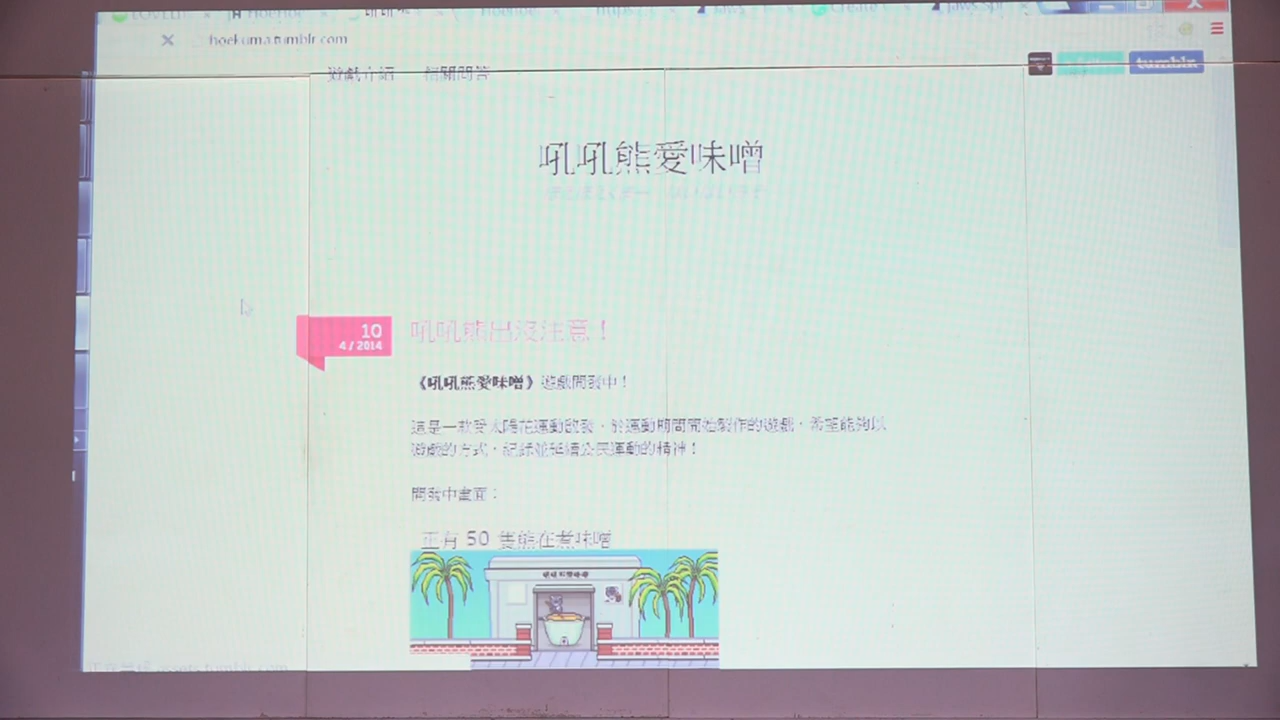 hoekuma.tumblr.com
遊戲介紹 相關問答
tumblr
吼吼熊愛味噌
10
4 / 2014
吼吼熊出沒注意！
《吼吼熊愛味噌》遊戲開發中！
這是一款受太陽花運動啟發，於運動期間開始製作的遊戲，希望能夠以
遊戲的方式，紀錄並延續公民運動的精神！
開發中畫面：
正有 50 隻熊在煮味噌